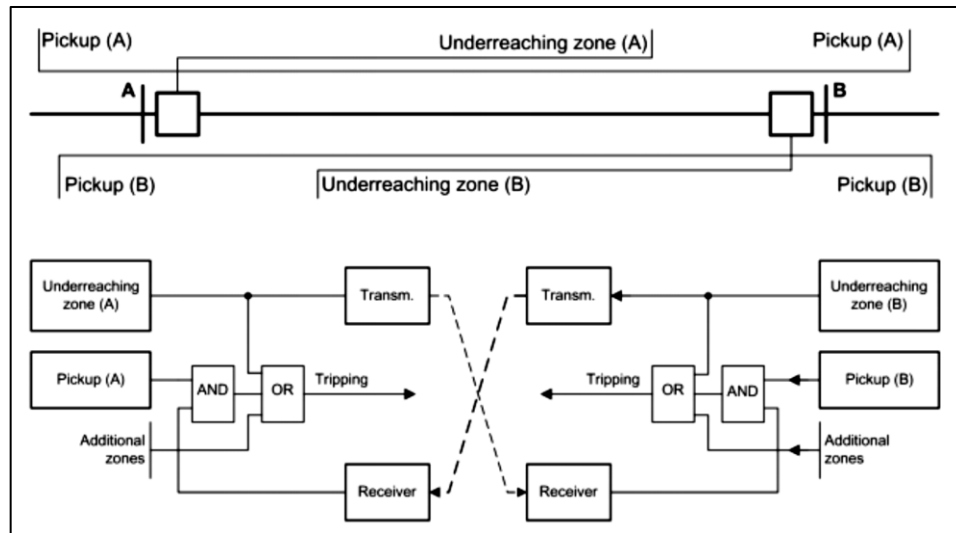 Pickup (A)
Underreaching zone (A)
Pickup (A)
A
B
Pickup (B)
Underreaching zone (B)
Pickup (B)
Underreaching
zone (A)
Transm.
Transm.
Underreaching
zone (B)
Pickup (A)
AND
OR
Tripping
Tripping
OR
AND
Pickup (B)
Additional
zones
Additional
zones
Receiver
Receiver